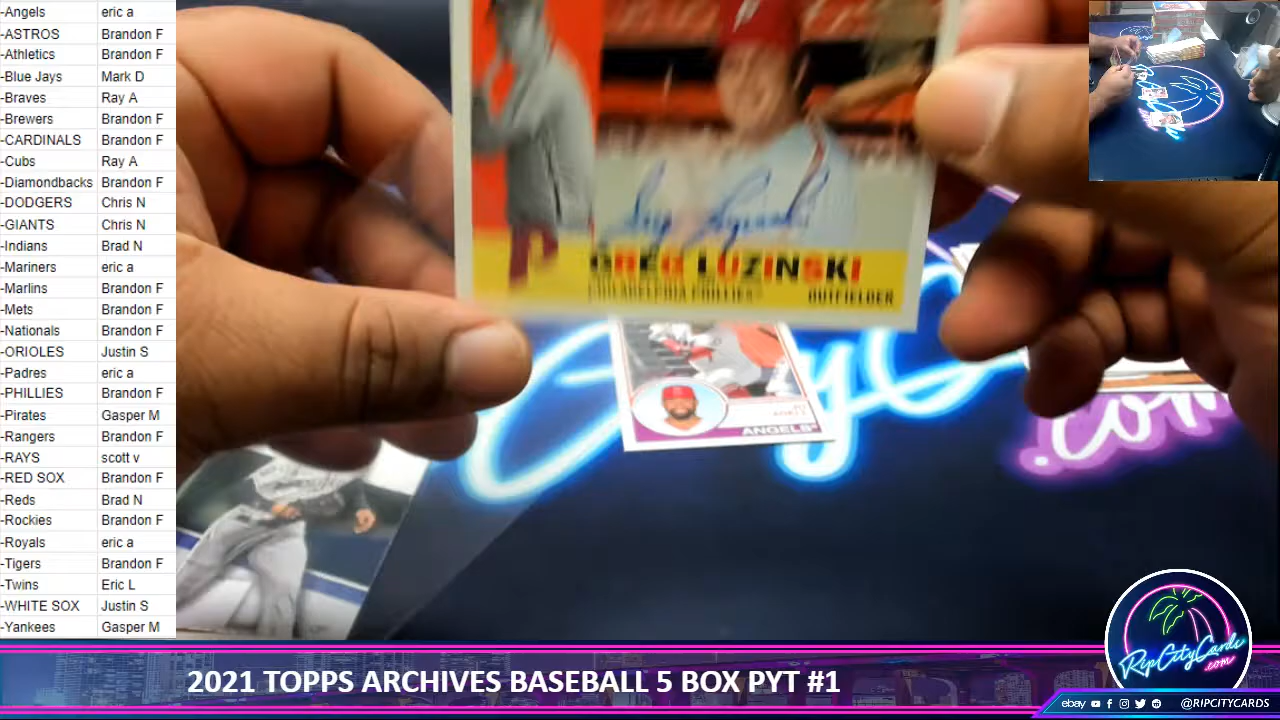 -Angels eric a
-ASTROS Brandon F
-Athletics Brandon F
-Blue Jays Mark D
-Braves Ray A
-Brewers Brandon F
-CARDINALS Brandon F
-Cubs Ray A
-Diamondbacks Brandon F
-DODGERS Chris N
-GIANTS Chris N
-Indians Brad N
-Mariners eric a
-Marlins Brandon F
-Mets Brandon F
-Nationals Brandon F
-ORIOLES Justin S
-Padres eric a
-PHILLIES Brandon F
-Pirates Gasper M
-Rangers Brandon F
-RAYS scott v
-RED SOX Brandon F
-Reds Brad N
-Rockies Brandon F
-Royals eric a
-Tigers Brandon F
-Twins Eric L
-WHITE SOX Justin S
-Yankees Gasper M
GREG LUZINSKI
PHILADELPHIA PHILLIES OUTFIELDER
ANGELS
.com
RipCityCards
.com
2021 TOPPS ARCHIVES BASEBALL 5 BOX PYT #1
ebay @RIPCITYCARDS